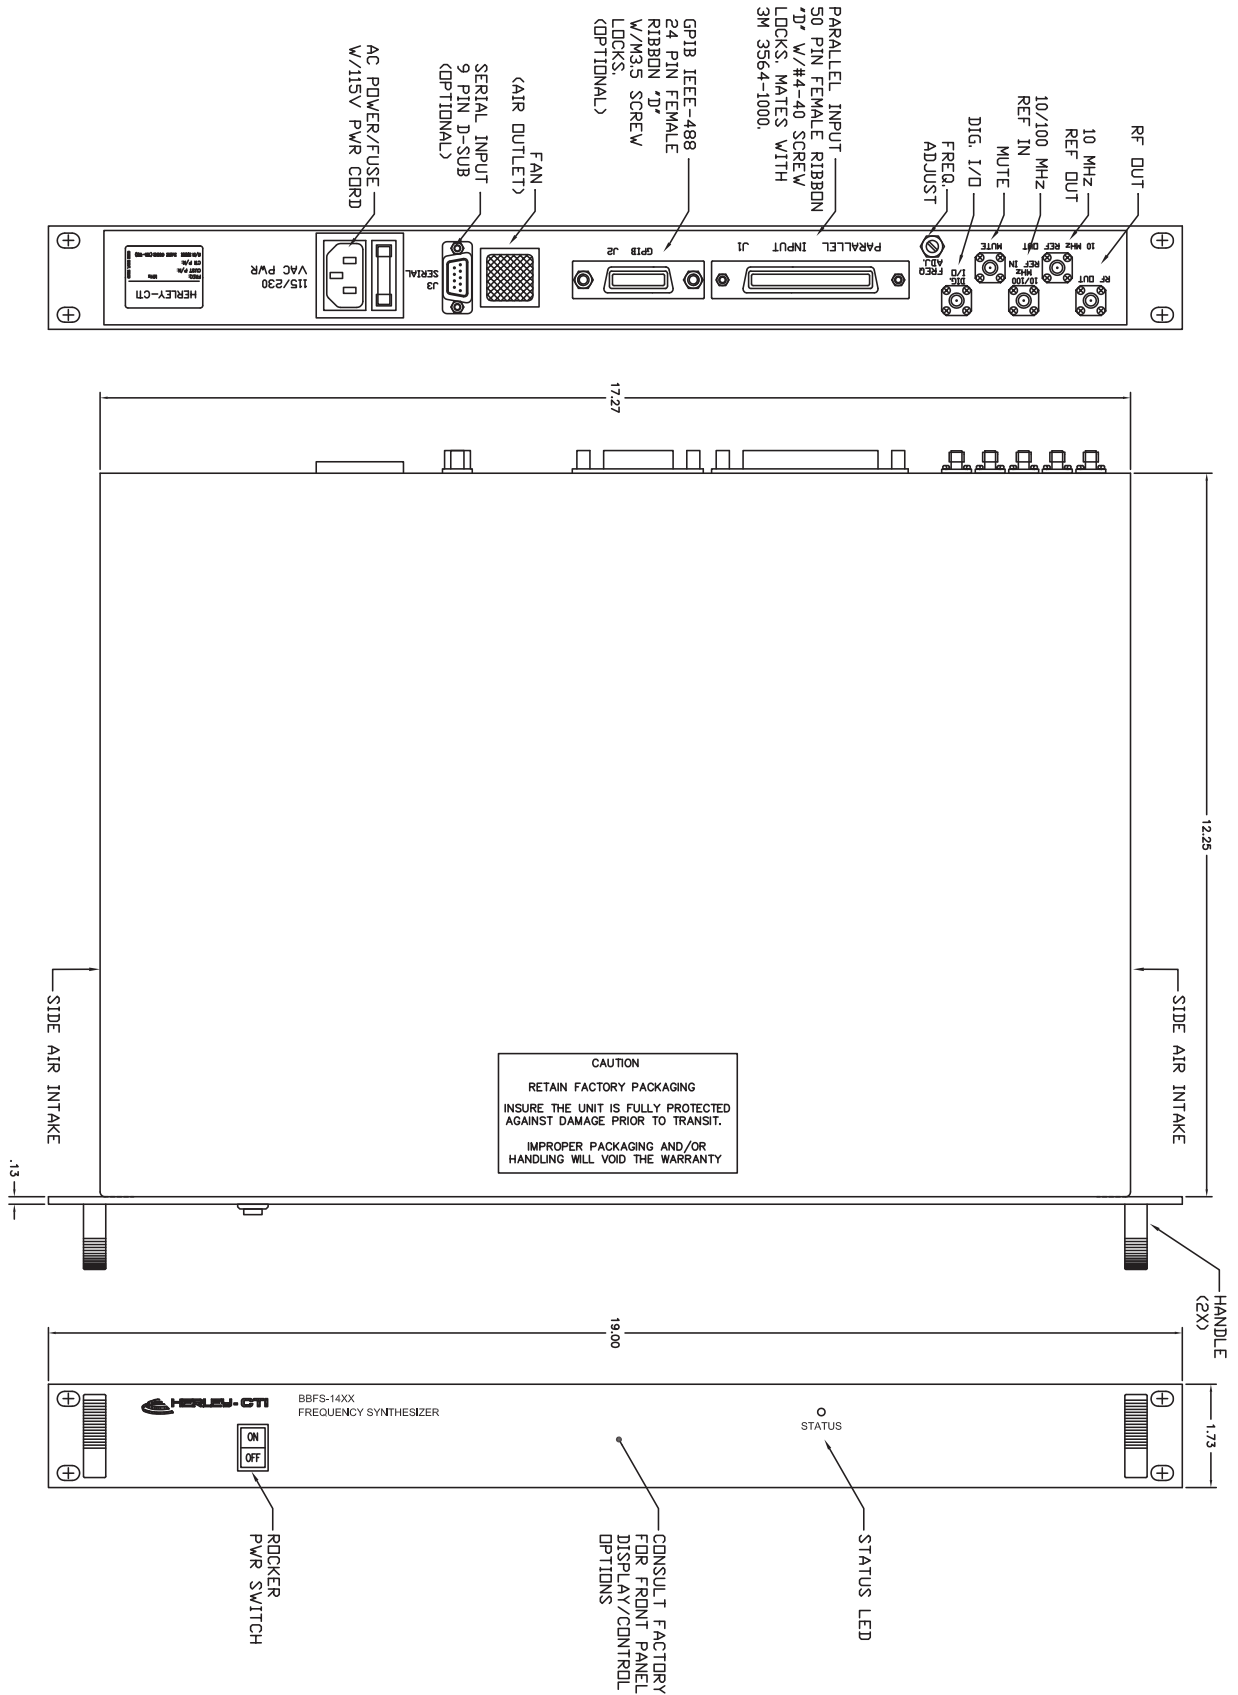 PARALLEL INPUT
50 PIN FEMALE RIBBON
"D" W/#4-40 SCREW
LOCKS, MATES WITH
3M 3564-1000.
GPIB IEEE-488
24 PIN FEMALE
RIBBON "D"
W/M3.5 SCREW
LOCKS.
(OPTIONAL)
FAN
(AIR OUTLET)
SERIAL INPUT
9 PIN D-SUB
(OPTIONAL)
AC POWER/FUSE
W/115V PWR CORD
RF OUT
10 MHz
REF OUT
10/100 MHz
REF IN
MUTE
DIG. I/O
FREQ.
ADJUST
RF OUT
10 MHz REF OUT
10/100
MHz
REF IN
MUTE
DIG.
I/O
FREQ
ADJ.
PARALLEL INPUT J1
GPIB J2
J3
SERIAL
115/230
VAC PWR
HERLEY-CTI
17.27
12.25
SIDE AIR INTAKE
SIDE AIR INTAKE
CAUTION
RETAIN FACTORY PACKAGING
INSURE THE UNIT IS FULLY PROTECTED
AGAINST DAMAGE PRIOR TO TRANSIT.
IMPROPER PACKAGING AND/OR
HANDLING WILL VOID THE WARRANTY
.13
HANDLE
(2X)
19.00
1.73
HERLEY-CTI
BBFS-14XX
FREQUENCY SYNTHESIZER
ON
OFF
STATUS
ROCKER
PWR SWITCH
CONSULT FACTORY
FOR FRONT PANEL
DISPLAY/CONTROL
OPTIONS
STATUS LED